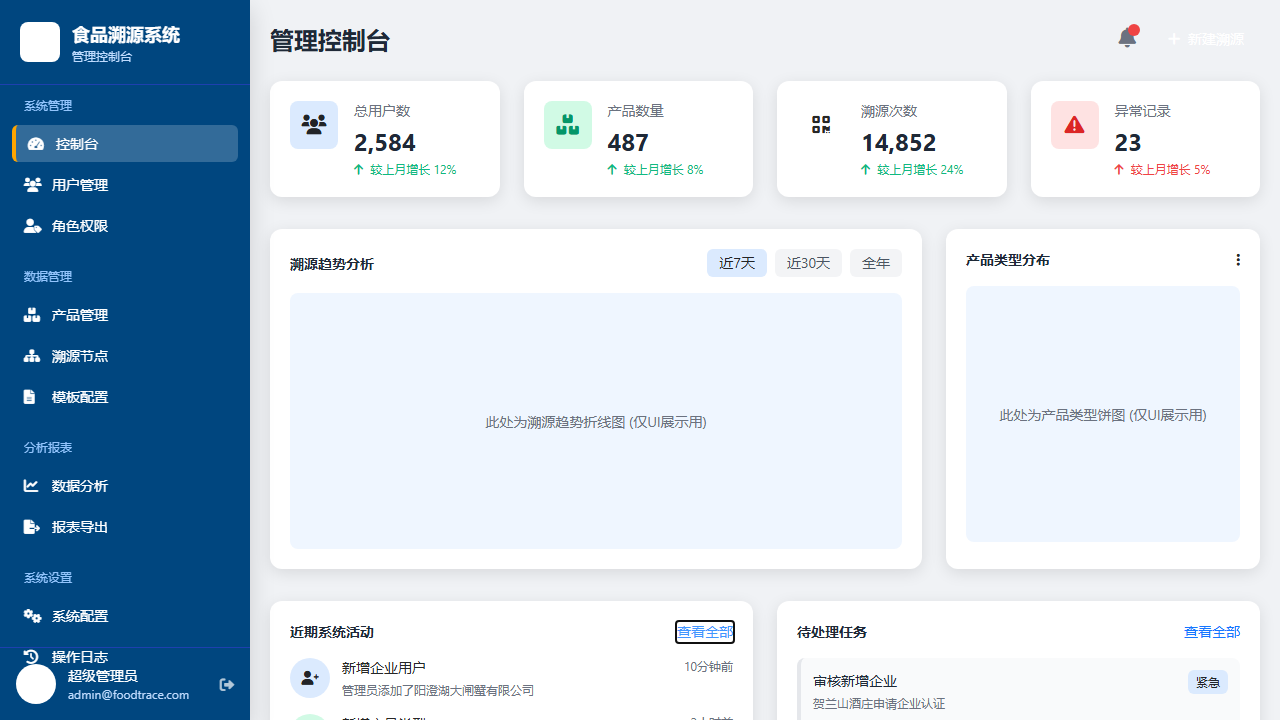 食品溯源系统
管理控制台
系统管理
控制台
用户管理
角色权限
数据管理
产品管理
溯源节点
模板配置
分析报表
数据分析
报表导出
系统设置
系统配置
操作日志
超级管理员
admin@foodtrace.com
管理控制台
新建溯源
总用户数
2,584
较上月增长 12%
产品数量
487
较上月增长 8%
溯源次数
14,852
较上月增长 24%
异常记录
23
较上月增长 5%
溯源趋势分析
近7天
近30天
全年
此处为溯源趋势折线图 (仅UI展示用)
产品类型分布
此处为产品类型饼图 (仅UI展示用)
近期系统活动
查看全部
新增企业用户
10分钟前
管理员添加了阳澄湖大闸蟹有限公司
待处理任务
查看全部
审核新增企业
紧急
贺兰山酒庄申请企业认证